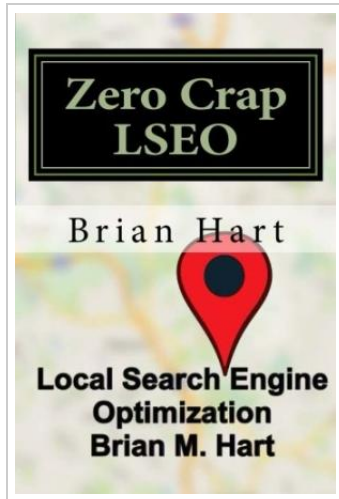 Zero Crap
LSEO
Brian Hart
Local Search Engine
Optimization
Brian M. Hart